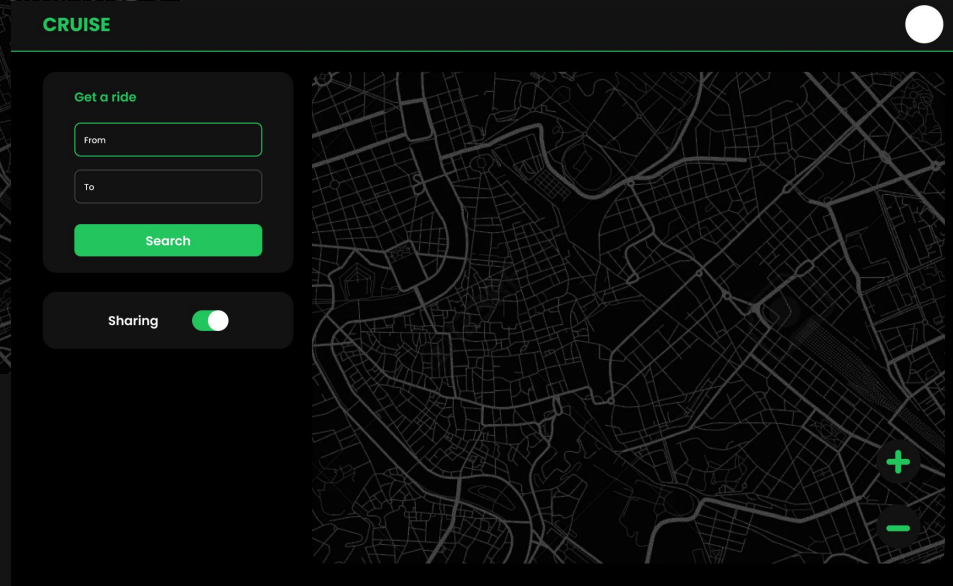 CRUISE
Get a ride
From
To
Search
Sharing